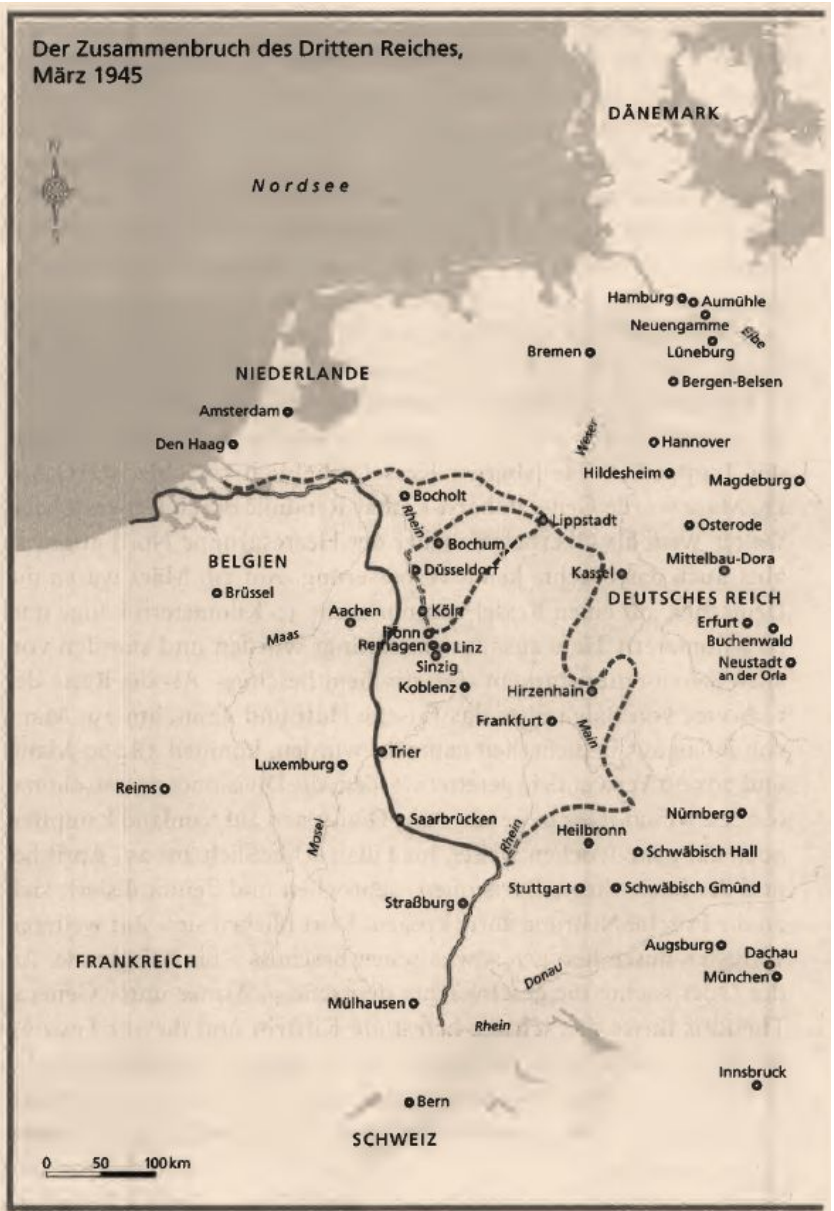 Der Zusammenbruch des Dritten Reiches,
März 1945
DÄNEMARK
N
S
Nordsee
Hamburg
Aumühle
Neuengamme
Elbe
Lüneburg
Bremen
NIEDERLANDE
Bergen-Belsen
Amsterdam
Weser
Den Haag
Hannover
Hildesheim
Magdeburg
Bocholt
Rhein
Lippstadt
Osterode
Bochum
BELGIEN
Düsseldorf
Kassel
Mittelbau-Dora
Brüssel
DEUTSCHES REICH
Aachen
Köln
Erfurt
Maas
Bonn
Buchenwald
Remagen
Linz
Neustadt
an der Orla
Sinzig
Koblenz
Hirzenhain
Frankfurt
Main
Trier
Luxemburg
Reims
Saarbrücken
Nürnberg
Mosel
Rhein
Heilbronn
Schwäbisch Hall
Stuttgart
Schwäbisch Gmünd
Straßburg
Augsburg
Dachau
FRANKREICH
Donau
München
Mülhausen
Rhein
Innsbruck
Bern
SCHWEIZ
0 50 100 km